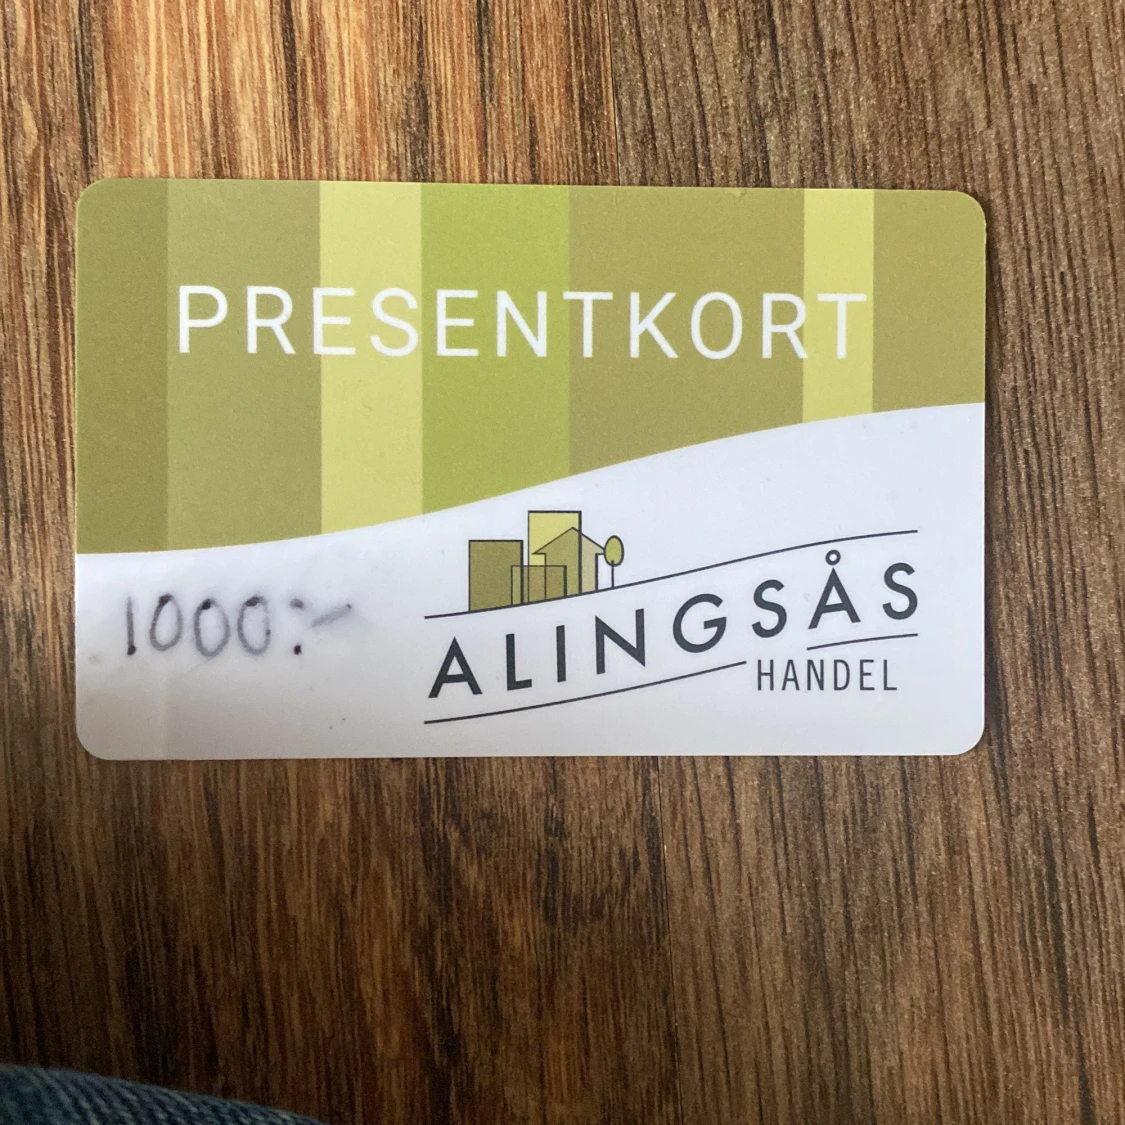 PRESENTKORT
1000:-
ALINGSÅS
HANDEL